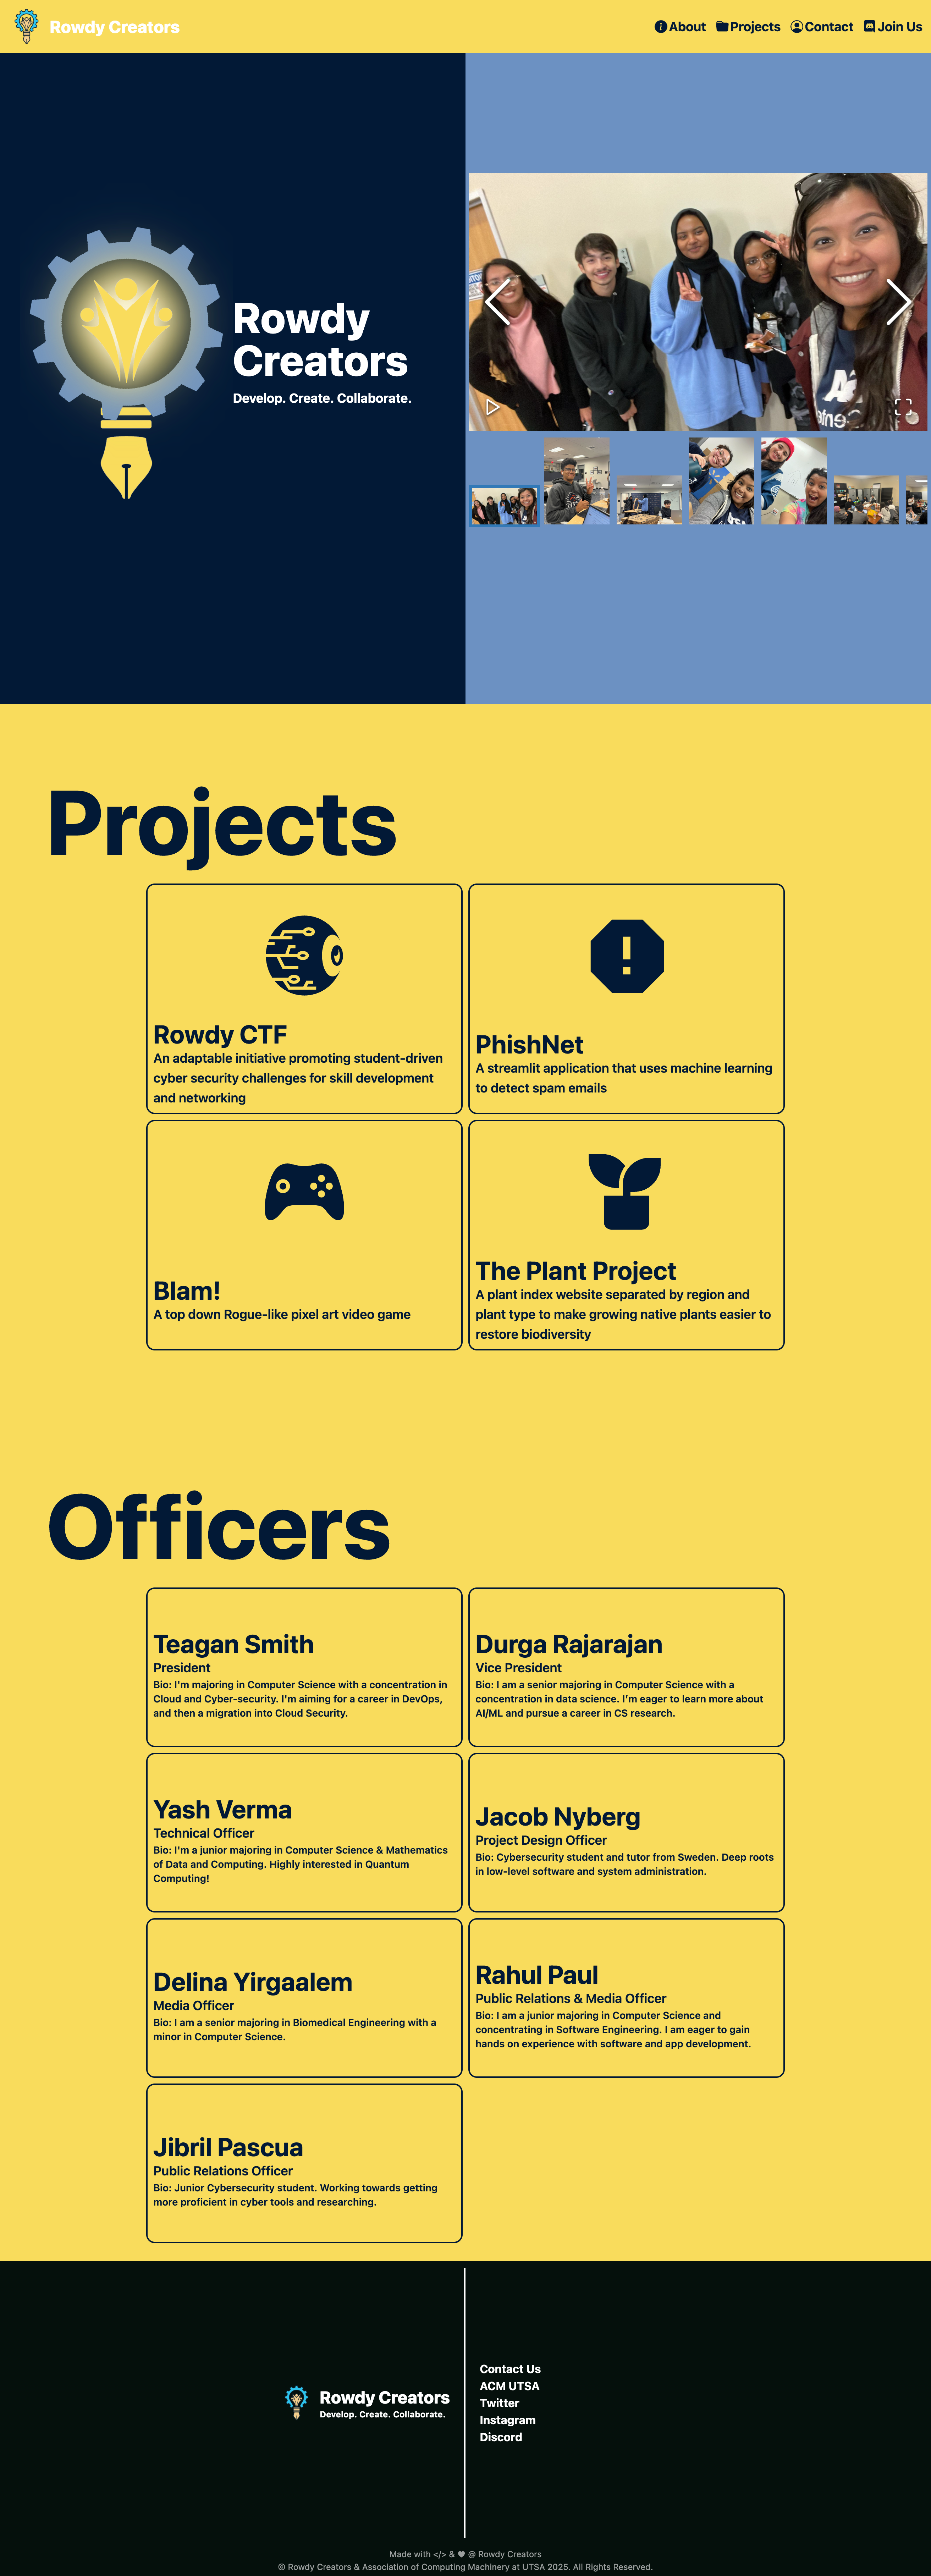 Rowdy Creators
About Projects Contact Join Us
Rowdy
Creators
Develop. Create. Collaborate.
Projects
Rowdy CTF
An adaptable initiative promoting student-driven
cyber security challenges for skill development
and networking
PhishNet
A streamlit application that uses machine learning
to detect spam emails
Blam!
A top down Rogue-like pixel art video game
The Plant Project
A plant index website separated by region and
plant type to make growing native plants easier to
restore biodiversity
Officers
Teagan Smith
President
Bio: I'm majoring in Computer Science with a concentration in
Cloud and Cyber-security. I'm aiming for a career in DevOps,
and then a migration into Cloud Security.
Durga Rajarajan
Vice President
Bio: I am a senior majoring in Computer Science with a
concentration in data science. I'm eager to learn more about
AI/ML and pursue a career in CS research.
Yash Verma
Technical Officer
Bio: I'm a junior majoring in Computer Science & Mathematics
of Data and Computing. Highly interested in Quantum
Computing!
Jacob Nyberg
Project Design Officer
Bio: Cybersecurity student and tutor from Sweden. Deep roots
in low-level software and system administration.
Delina Yirgaalem
Media Officer
Bio: I am a senior majoring in Biomedical Engineering with a
minor in Computer Science.
Rahul Paul
Public Relations & Media Officer
Bio: I am a junior majoring in Computer Science and
concentrating in Software Engineering. I am eager to gain
hands on experience with software and app development.
Jibril Pascua
Public Relations Officer
Bio: Junior Cybersecurity student. Working towards getting
more proficient in cyber tools and researching.
Rowdy Creators
Develop. Create. Collaborate.
Contact Us
ACM UTSA
Twitter
Instagram
Discord
Made with </> & ♥ @ Rowdy Creators
© Rowdy Creators & Association of Computing Machinery at UTSA 2025. All Rights Reserved.